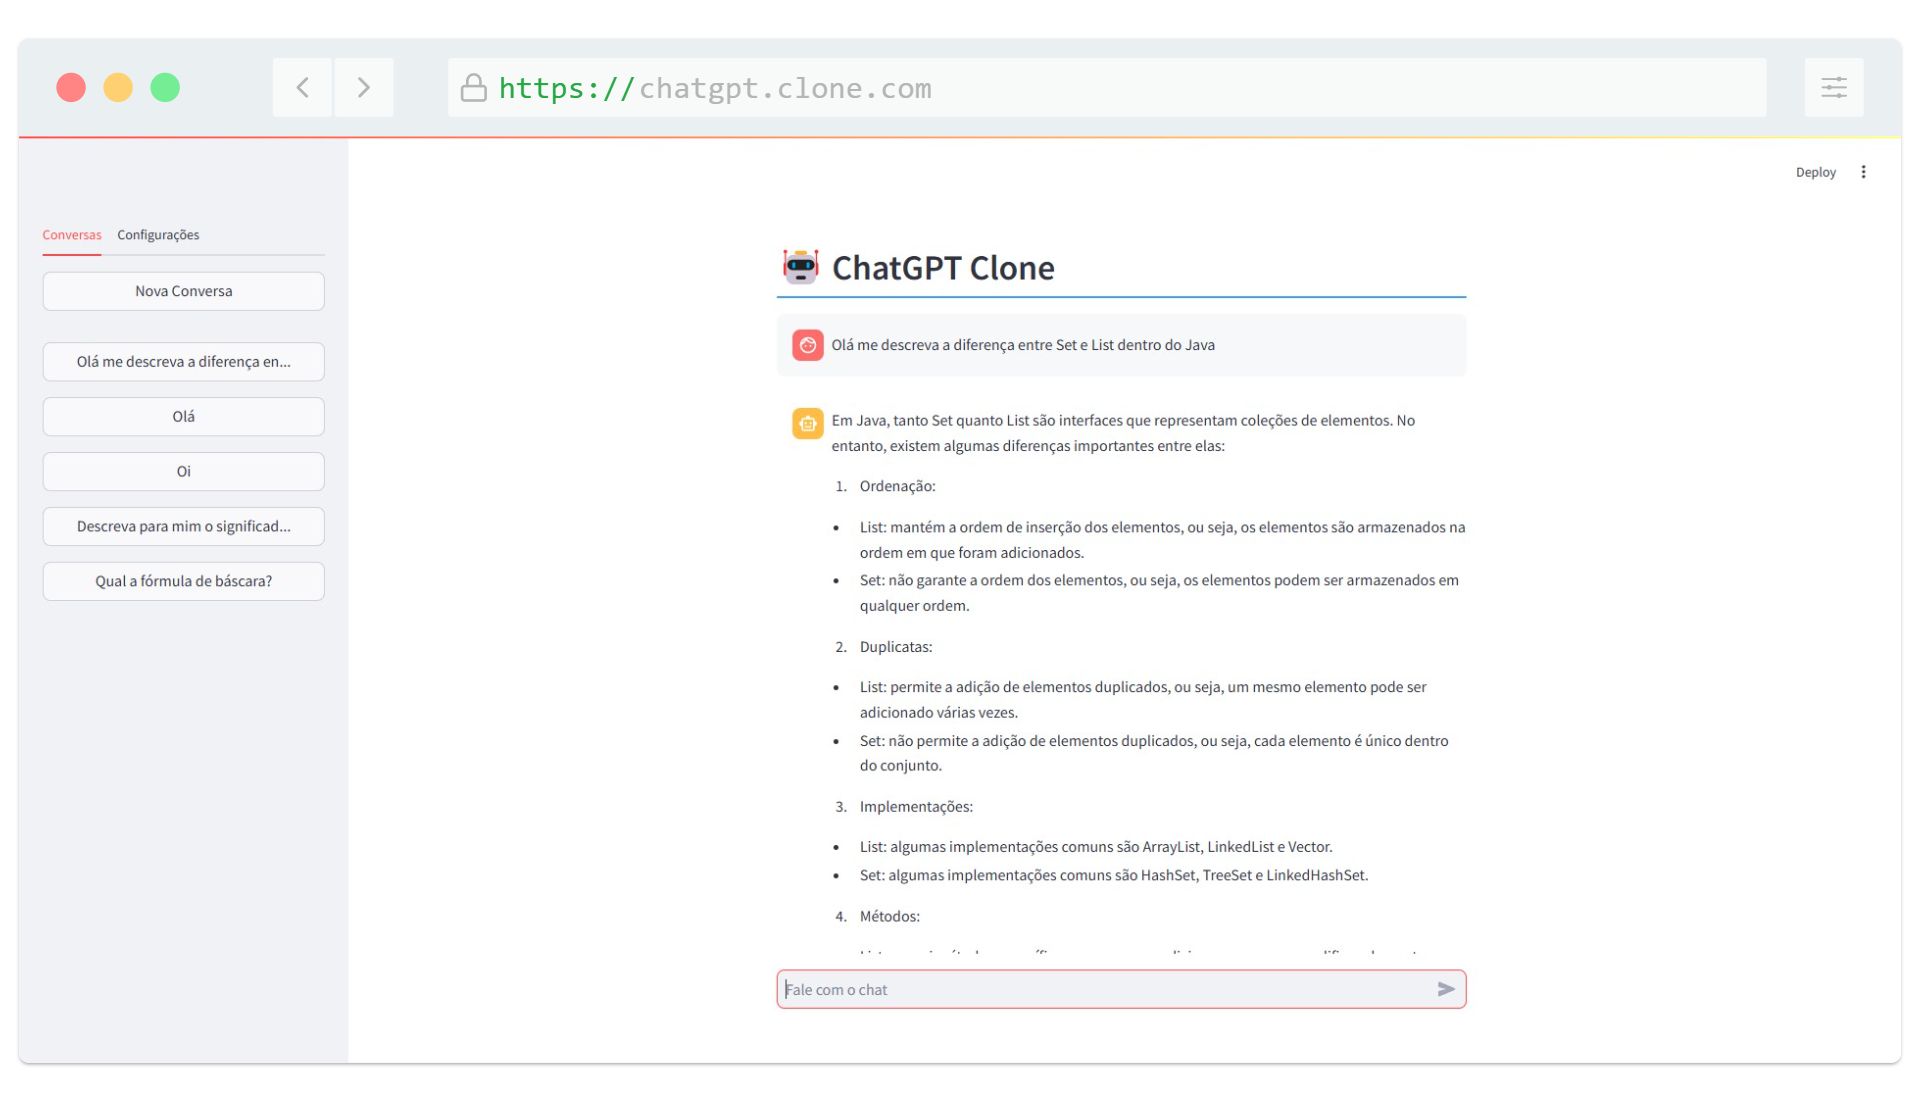 https://chatgpt.clone.com
Deploy
Conversas Configurações
Nova Conversa
Olá me descreva a diferença en...
Olá
Oi
Descreva para mim o significad...
Qual a fórmula de báscara?
ChatGPT Clone
Olá me descreva a diferença entre Set e List dentro do Java
Em Java, tanto Set quanto List são interfaces que representam coleções de elementos. No
entanto, existem algumas diferenças importantes entre elas:
1. Ordenação:
• List: mantém a ordem de inserção dos elementos, ou seja, os elementos são armazenados na
ordem em que foram adicionados.
• Set: não garante a ordem dos elementos, ou seja, os elementos podem ser armazenados em
qualquer ordem.
2. Duplicatas:
• List: permite a adição de elementos duplicados, ou seja, um mesmo elemento pode ser
adicionado várias vezes.
• Set: não permite a adição de elementos duplicados, ou seja, cada elemento é único dentro
do conjunto.
3. Implementações:
• List: algumas implementações comuns são ArrayList, LinkedList e Vector.
• Set: algumas implementações comuns são HashSet, TreeSet e LinkedHashSet.
4. Métodos:
Fale com o chat